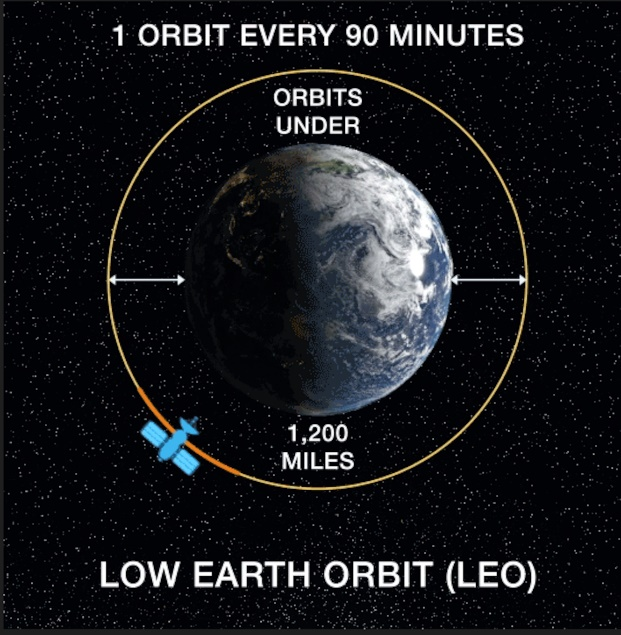 1 ORBIT EVERY 90 MINUTES
ORBITS
UNDER
1,200
MILES
LOW EARTH ORBIT (LEO)